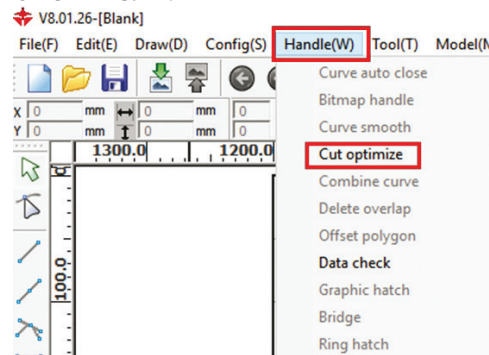 V8.01.26-[Blank]
File(F) Edit(E) Draw(D) Config(S) Handle(W) Tool(T) Model(M
X 0 mm 0 mm 0
Y 0 mm 0 mm 0
1300.0 1200.0
100.0
Curve auto close
Bitmap handle
Curve smooth
Cut optimize
Combine curve
Delete overlap
Offset polygon
Data check
Graphic hatch
Bridge
Ring hatch